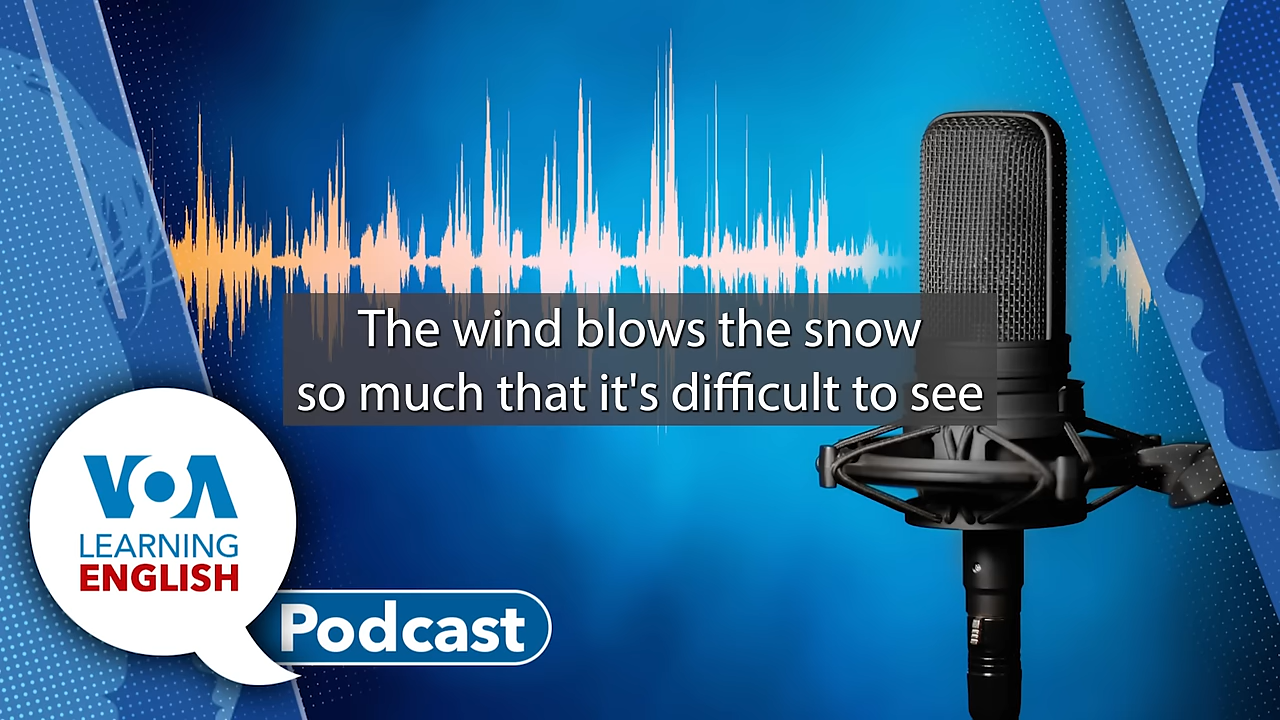 The wind blows the snow
so much that it's difficult to see
VOA
LEARNING
ENGLISH
Podcast